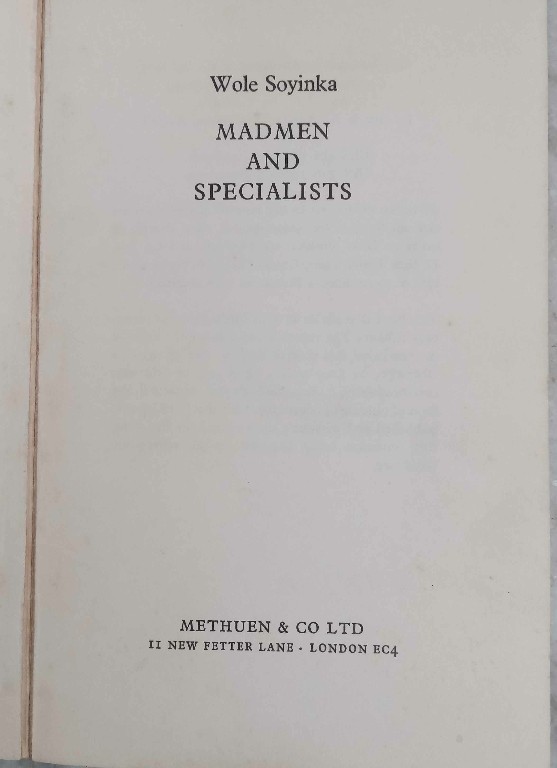 Wole Soyinka
MADMEN
AND
SPECIALISTS
METHUEN & CO LTD
11 NEW FETTER LANE · LONDON EC4